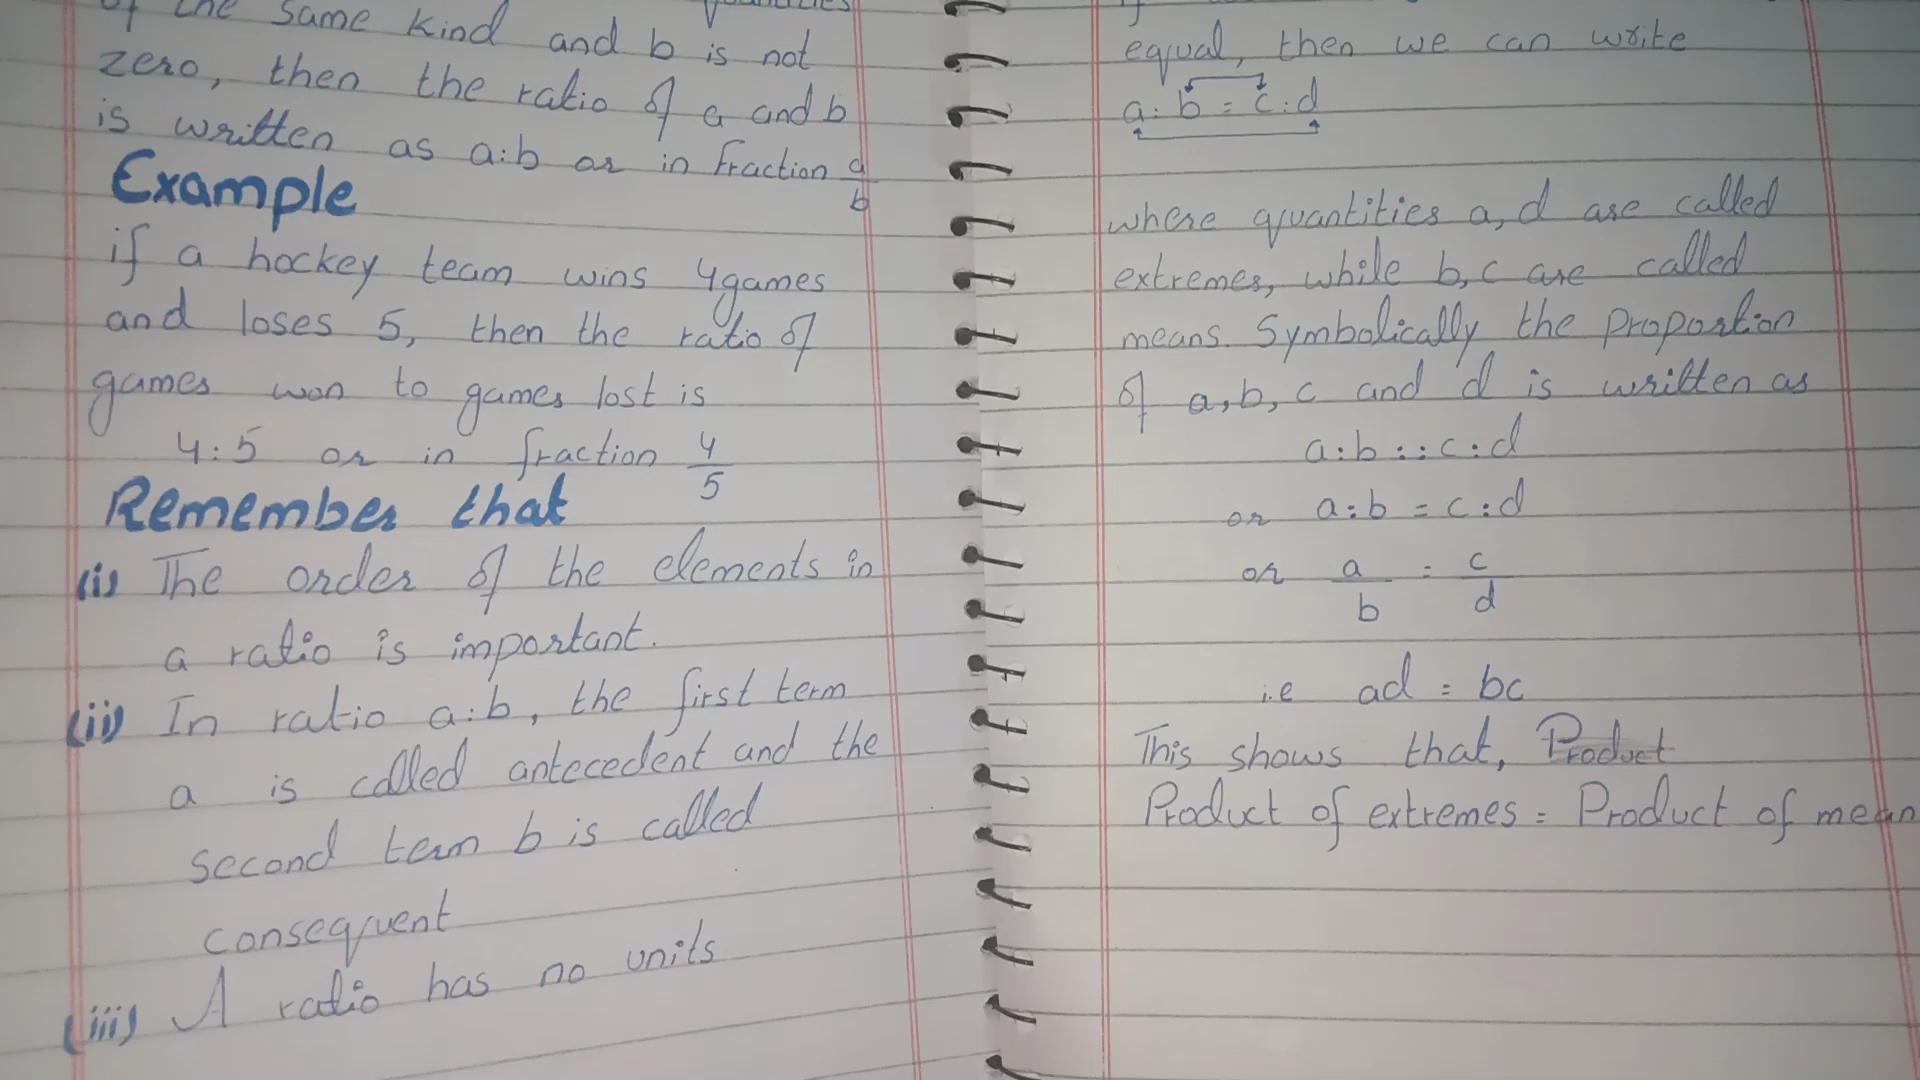 of the same kind and b is not
zero, then the ratio of a and b
is written as a:b or in Fraction a/b
Example
if a hockey team wins 4 games
and loses 5, then the ratio of
games won to games lost is
4:5 or in fraction 4/5
Remember that
(i) The order of the elements in
a ratio is important.
(ii) In ratio a:b, the first term
a is called antecedent and the
second term b is called
consequent
(iii) A ratio has no units
equal, then we can write
a:b = c:d
where quantities a, d are called
extremes, while b, c are called
means. Symbolically the proportion
of a, b, c and d is written as
a:b::c:d
or a:b = c:d
or a/b = c/d
i.e ad = bc
This shows that, Product
Product of extremes = Product of mean